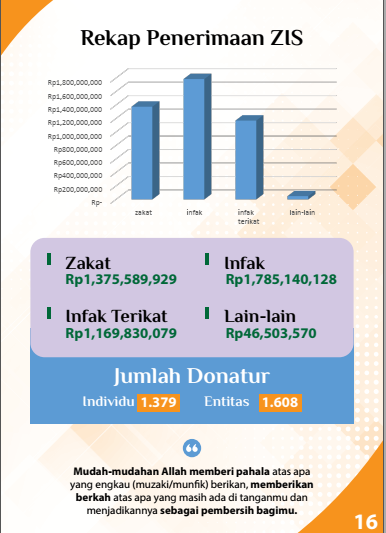 Rekap Penerimaan ZIS
Rp1,800,000,000
Rp1,600,000,000
Rp1,400,000,000
Rp1,200,000,000
Rp1,000,000,000
Rp800,000,000
Rp600,000,000
Rp400,000,000
Rp200,000,000
Rp-
zakat infak infak lain-lain
terikat
Zakat Infak
Rp1,375,589,929 Rp1,785,140,128
Infak Terikat Lain-lain
Rp1,169,830,079 Rp46,503,570
Jumlah Donatur
Individu 1.379 Entitas 1.608
Mudah-mudahan Allah memberi pahala atas apa
yang engkau (muzaki/munfik) berikan, memberikan
berkah atas apa yang masih ada di tanganmu dan
menjadikannya sebagai pembersih bagimu.
16